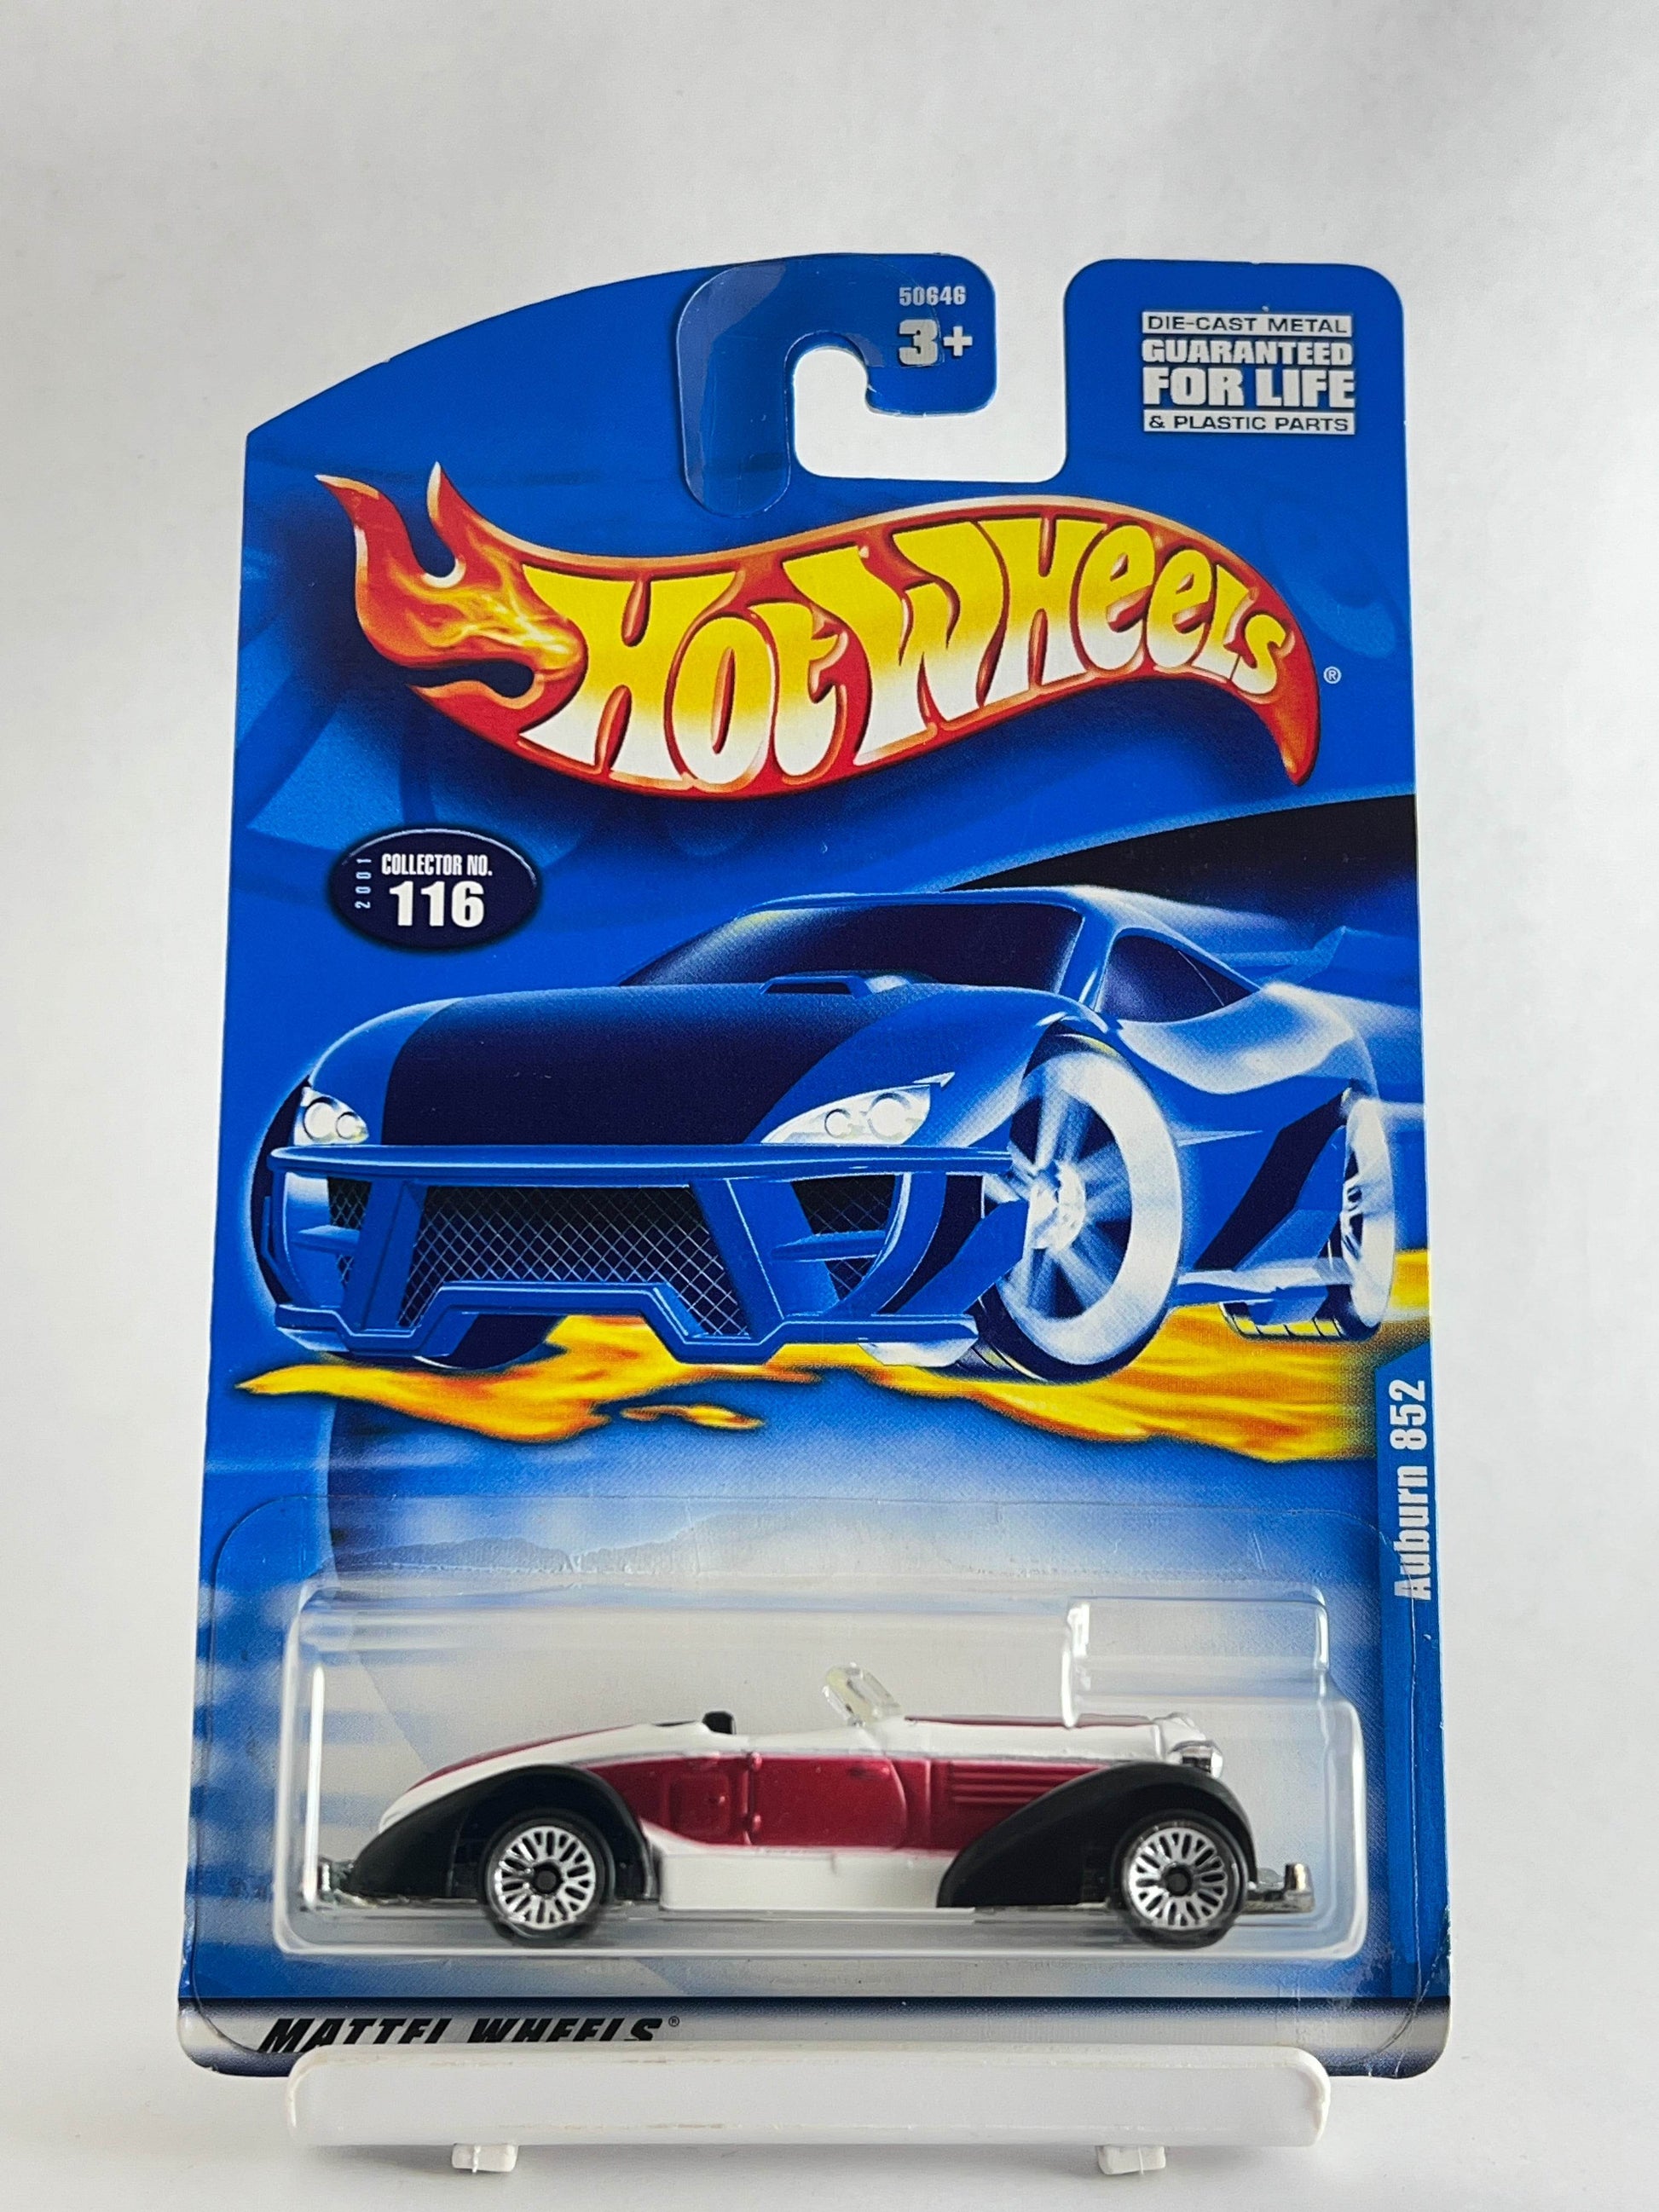 50646
3+
DIE-CAST METAL
GUARANTEED
FOR LIFE
& PLASTIC PARTS
Hot Wheels®
2001
COLLECTOR NO.
116
Auburn 852
MATTEL WHEELS®